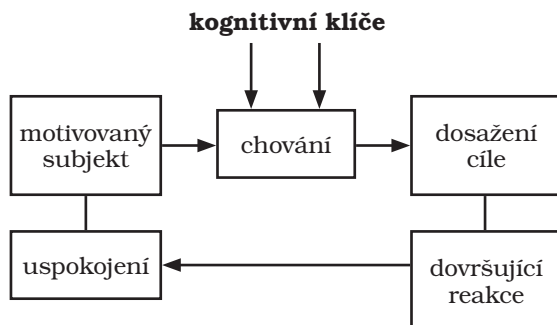 kognitivní klíče
motivovaný
subjekt
chování
dosažení
cíle
uspokojení
dovršující
reakce